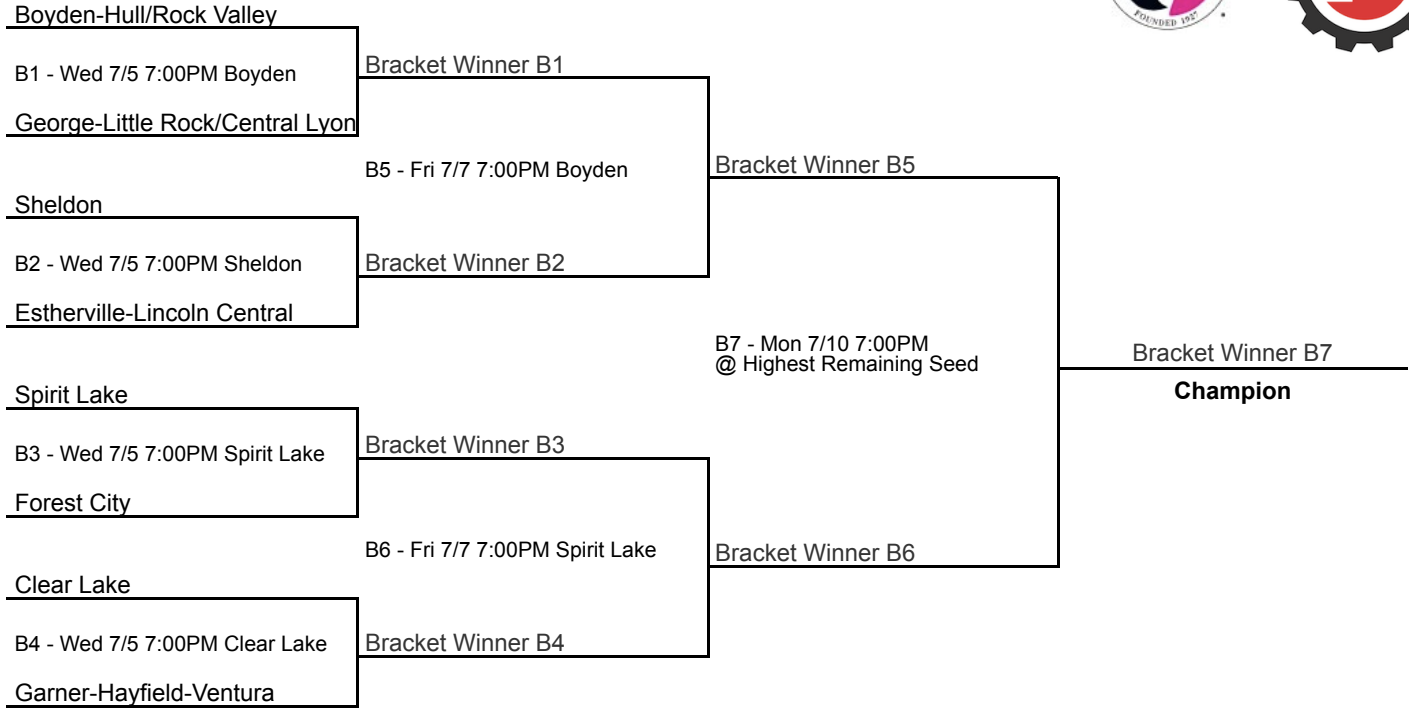 Boyden-Hull/Rock Valley
B1 - Wed 7/5 7:00PM Boyden
George-Little Rock/Central Lyon
Sheldon
B2 - Wed 7/5 7:00PM Sheldon
Estherville-Lincoln Central
Spirit Lake
B3 - Wed 7/5 7:00PM Spirit Lake
Forest City
Clear Lake
B4 - Wed 7/5 7:00PM Clear Lake
Garner-Hayfield-Ventura
Bracket Winner B1
B5 - Fri 7/7 7:00PM Boyden
Bracket Winner B2
Bracket Winner B3
B6 - Fri 7/7 7:00PM Spirit Lake
Bracket Winner B4
Bracket Winner B5
B7 - Mon 7/10 7:00PM
@ Highest Remaining Seed
Bracket Winner B6
Bracket Winner B7
Champion
FOUNDED 1927